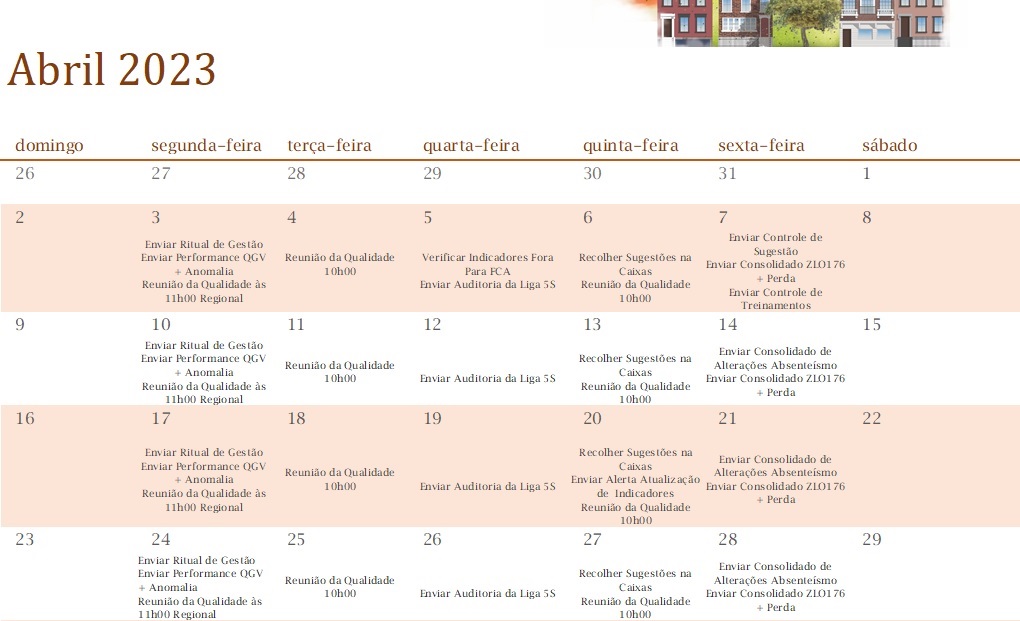 Abril 2023
domingo segunda-feira terça-feira quarta-feira quinta-feira sexta-feira sábado
26 27 28 29 30 31 1
2
3
Enviar Ritual de Gestão
Enviar Performance QGV
+ Anomalia
Reunião da Qualidade às
11h00 Regional
4
Reunião da Qualidade
10h00
5
Verificar Indicadores Fora
Para FCA
Enviar Auditoria da Liga 5S
6
Recolher Sugestões na
Caixas
Reunião da Qualidade
10h00
7
Enviar Controle de
Sugestão
Enviar Consolidado ZLO176
+ Perda
Enviar Controle de
Treinamentos
8
9
10
Enviar Ritual de Gestão
Enviar Performance QGV
+ Anomalia
Reunião da Qualidade às
11h00 Regional
11
Reunião da Qualidade
10h00
12
Enviar Auditoria da Liga 5S
13
Recolher Sugestões na
Caixas
Reunião da Qualidade
10h00
14
Enviar Consolidado de
Alterações Absenteísmo
Enviar Consolidado ZLO176
+ Perda
15
16
17
Enviar Ritual de Gestão
Enviar Performance QGV
+ Anomalia
Reunião da Qualidade às
11h00 Regional
18
Reunião da Qualidade
10h00
19
Enviar Auditoria da Liga 5S
20
Recolher Sugestões na
Caixas
Enviar Alerta Atualização
de Indicadores
Reunião da Qualidade
10h00
21
Enviar Consolidado de
Alterações Absenteísmo
Enviar Consolidado ZLO176
+ Perda
22
23
24
Enviar Ritual de Gestão
Enviar Performance QGV
+ Anomalia
Reunião da Qualidade às
11h00 Regional
25
Reunião da Qualidade
10h00
26
Enviar Auditoria da Liga 5S
27
Recolher Sugestões na
Caixas
Reunião da Qualidade
10h00
28
Enviar Consolidado de
Alterações Absenteísmo
Enviar Consolidado ZLO176
+ Perda
29